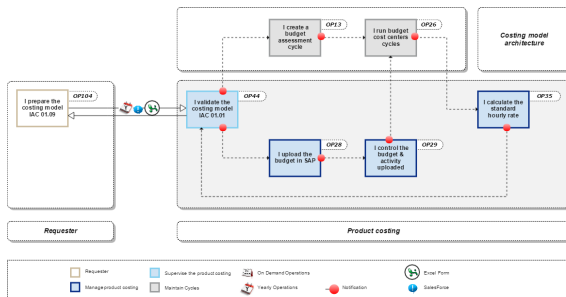 OP13
I create a
budget
assessment
cycle
OP26
I run budget
cost centers
cycles
Costing model
architecture
OP104
I prepare the
costing model
IAC 01.09
OP44
I validate the
costing model
IAC 01.01
OP35
I calculate the
standard
hourly rate
OP28
I upload the
budget in SAP
OP29
I control the
budget &
activity
uploaded
Requester
Product costing
Requester
Supervise the product costing
On Demand Operations
Excel Form
Manage product costing
Maintain Cycles
Yearly Operations
Notification
SalesForce